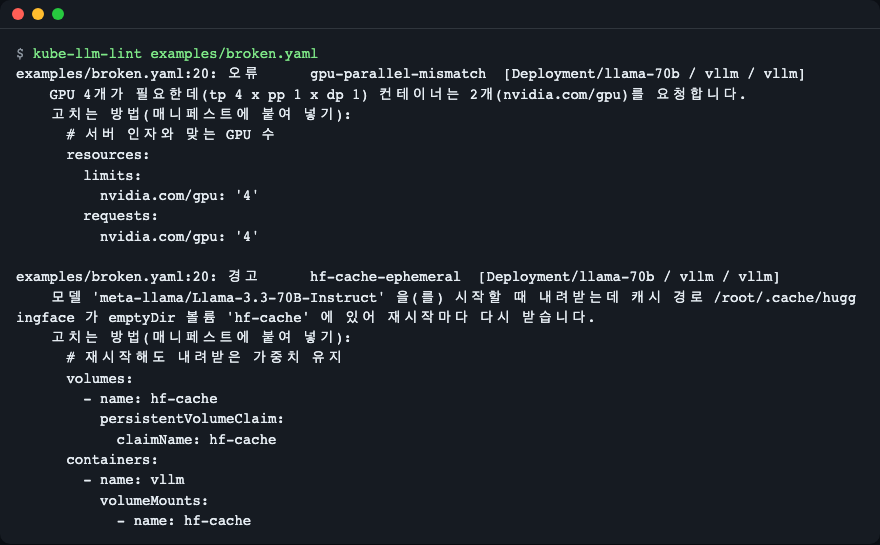 $ kube-llm-lint examples/broken.yaml
examples/broken.yaml:20: 오류 gpu-parallel-mismatch [Deployment/llama-70b / vllm / vllm]
GPU 4개가 필요한데(tp 4 x pp 1 x dp 1) 컨테이너는 2개(nvidia.com/gpu)를 요청합니다.
고치는 방법(매니페스트에 붙여 넣기):
# 서버 인자와 맞는 GPU 수
resources:
limits:
nvidia.com/gpu: '4'
requests:
nvidia.com/gpu: '4'
examples/broken.yaml:20: 경고 hf-cache-ephemeral [Deployment/llama-70b / vllm / vllm]
모델 'meta-llama/Llama-3.3-70B-Instruct' 을(를) 시작할 때 내려받는데 캐시 경로 /root/.cache/hugg
ingface 가 emptyDir 볼륨 'hf-cache' 에 있어 재시작마다 다시 받습니다.
고치는 방법(매니페스트에 붙여 넣기):
# 재시작해도 내려받은 가중치 유지
volumes:
- name: hf-cache
persistentVolumeClaim:
claimName: hf-cache
containers:
- name: vllm
volumeMounts:
- name: hf-cache